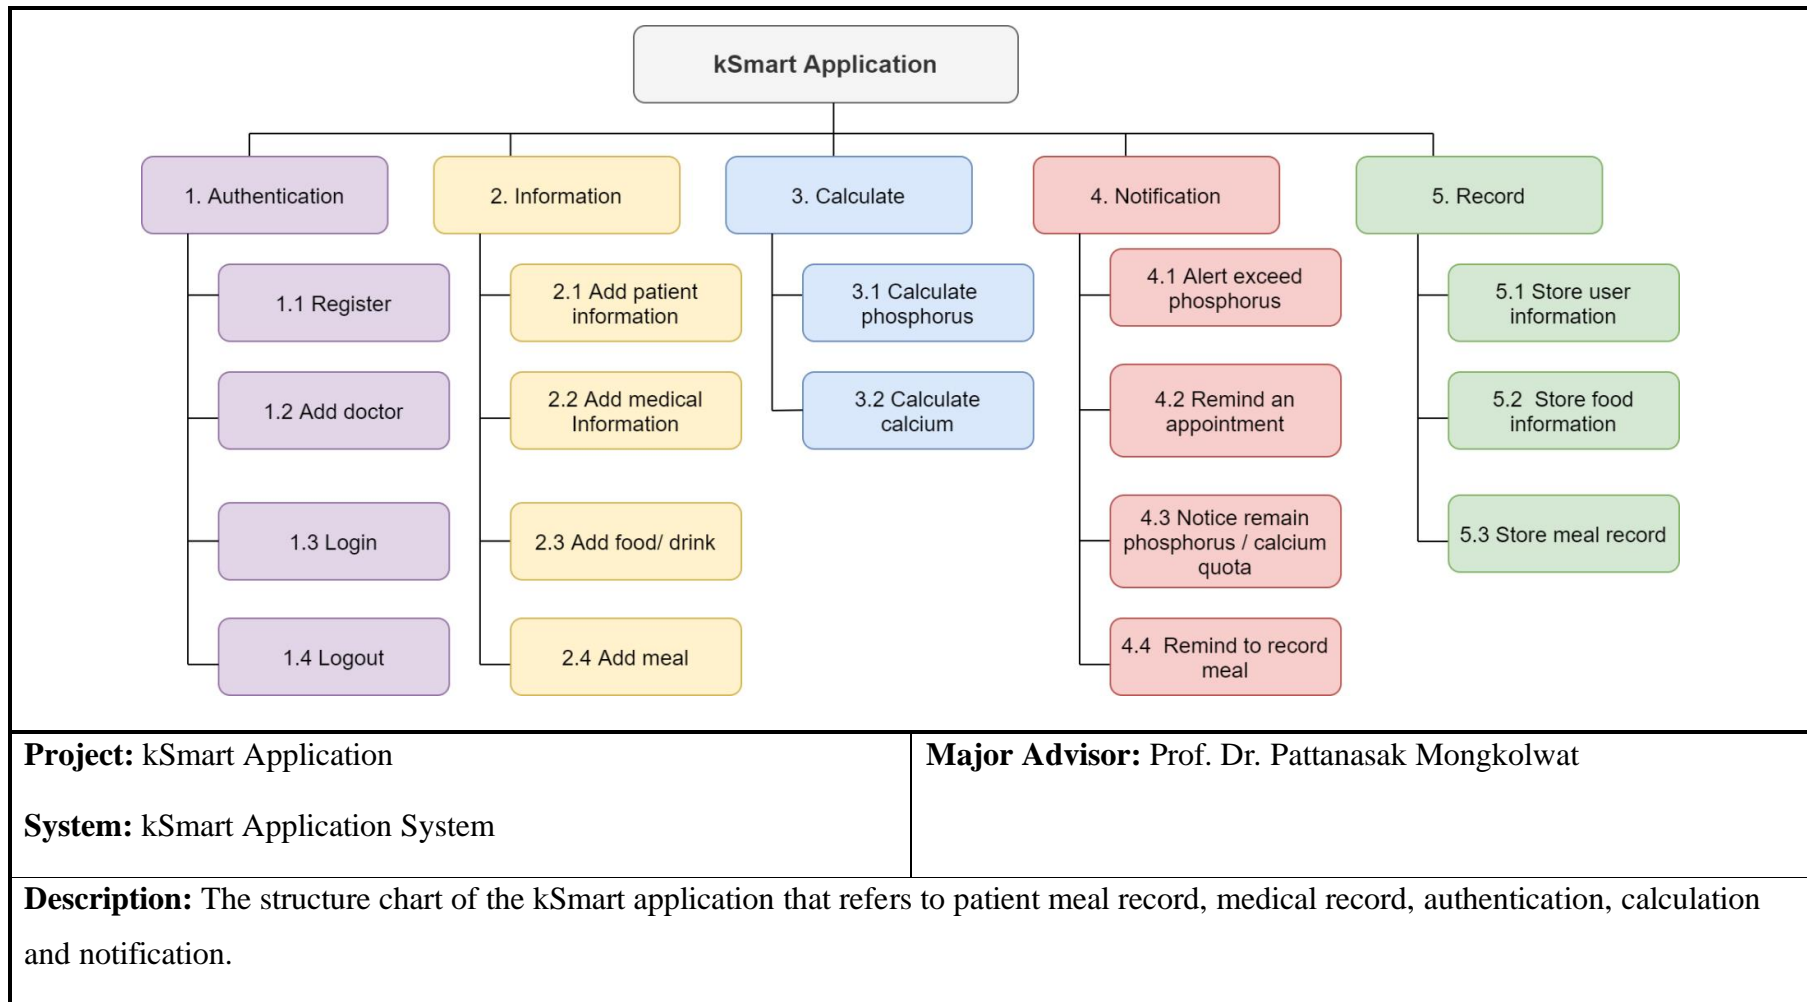 kSmart Application
1. Authentication
2. Information
3. Calculate
4. Notification
5. Record
1.1 Register
1.2 Add doctor
1.3 Login
1.4 Logout
2.1 Add patient
information
2.2 Add medical
Information
2.3 Add food/ drink
2.4 Add meal
3.1 Calculate
phosphorus
3.2 Calculate
calcium
4.1 Alert exceed
phosphorus
4.2 Remind an
appointment
4.3 Notice remain
phosphorus / calcium
quota
4.4  Remind to record
meal
5.1 Store user
information
5.2  Store food
information
5.3 Store meal record
Project: kSmart Application
System: kSmart Application System
Major Advisor: Prof. Dr. Pattanasak Mongkolwat
Description: The structure chart of the kSmart application that refers to patient meal record, medical record, authentication, calculation
and notification.